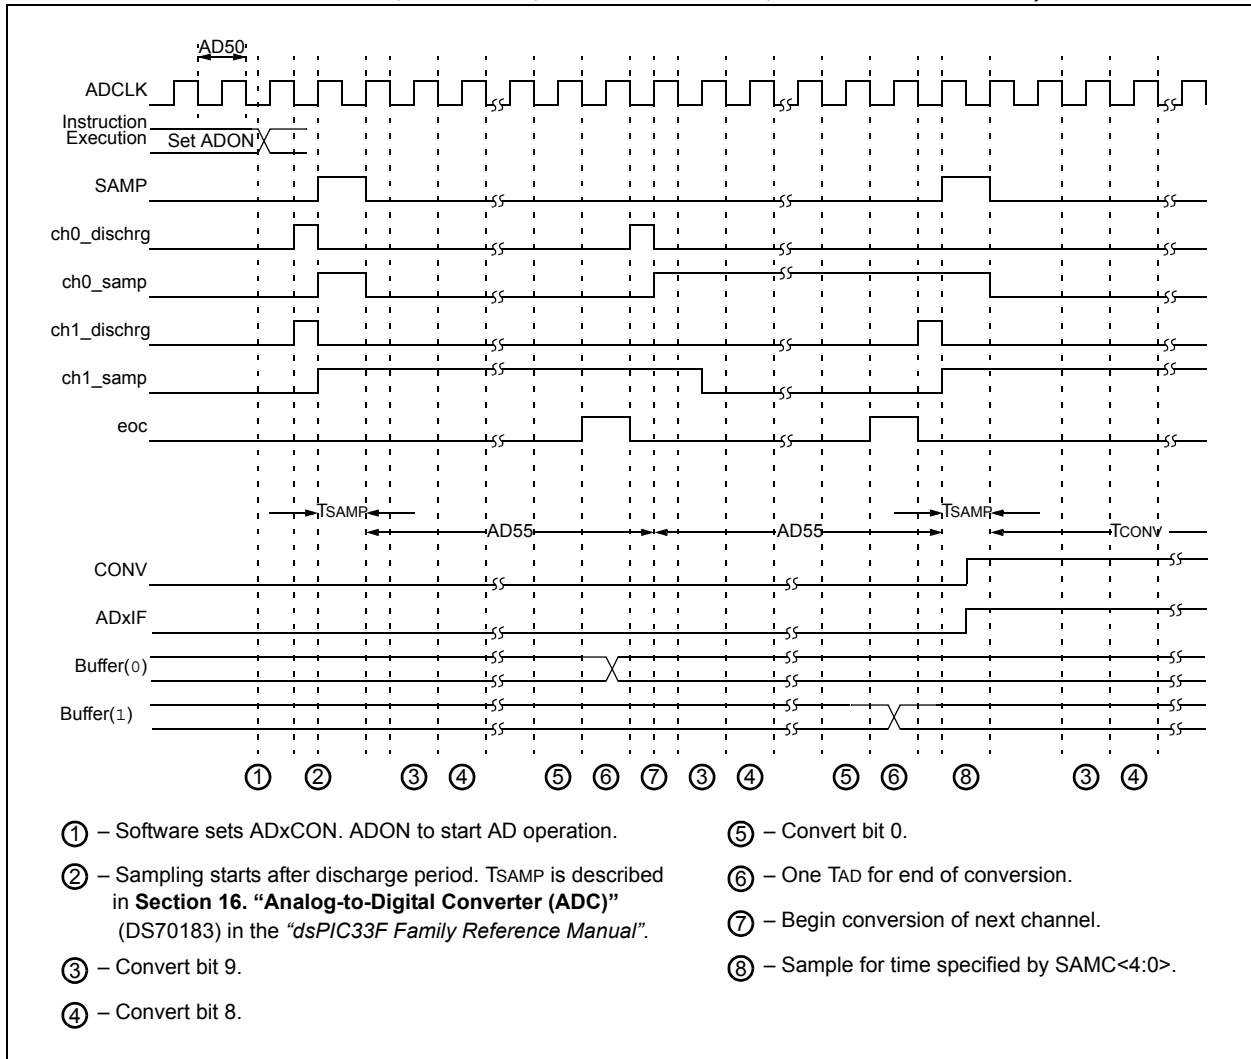 AD50
ADCLK
Instruction
Execution
Set ADON
SAMP
ch0_dischrg
ch0_samp
ch1_dischrg
ch1_samp
eoc
TSAMP
TSAMP
AD55
AD55
TCONV
CONV
ADxIF
Buffer(0)
Buffer(1)
1 2 3 4 5 6 7 3 4 5 6 8 3 4
1 – Software sets ADxCON. ADON to start AD operation.
2 – Sampling starts after discharge period. TSAMP is described
in Section 16. “Analog-to-Digital Converter (ADC)”
(DS70183) in the “dsPIC33F Family Reference Manual”.
3 – Convert bit 9.
4 – Convert bit 8.
5 – Convert bit 0.
6 – One TAD for end of conversion.
7 – Begin conversion of next channel.
8 – Sample for time specified by SAMC<4:0>.